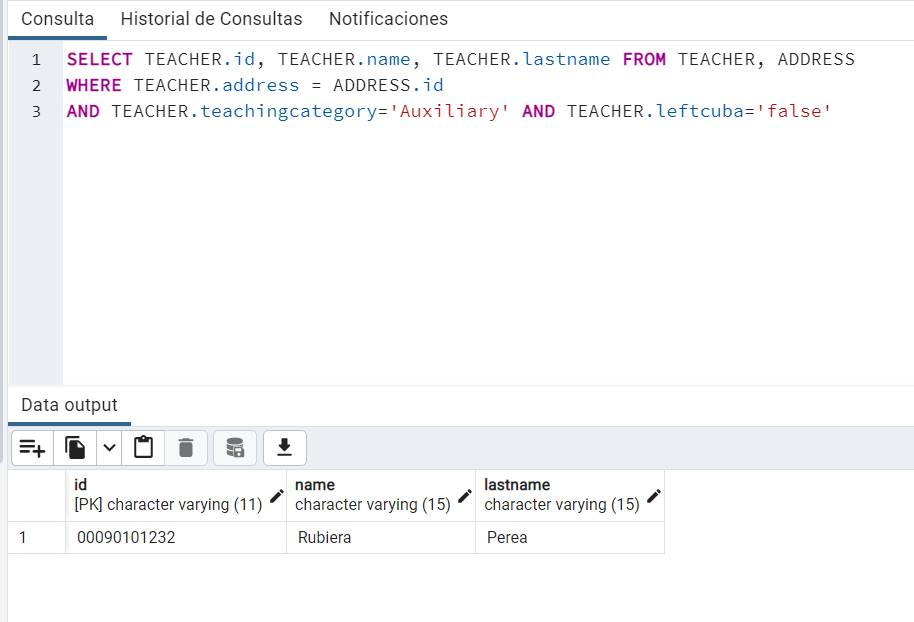 Consulta Historial de Consultas Notificaciones
1 SELECT TEACHER.id, TEACHER.name, TEACHER.lastname FROM TEACHER, ADDRESS
2 WHERE TEACHER.address = ADDRESS.id
3 AND TEACHER.teachingcategory='Auxiliary' AND TEACHER.leftcuba='false'
Data output
id name lastname
[PK] character varying (11) character varying (15) character varying (15)
1 00090101232 Rubiera Perea